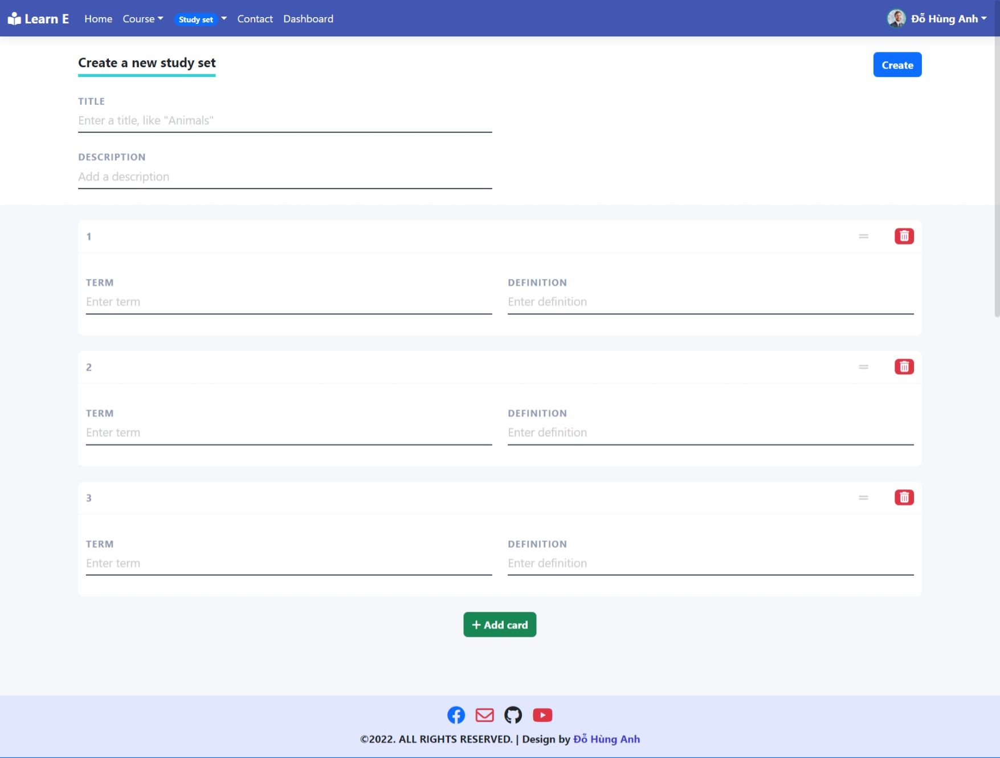 Learn E Home Course Study set Contact Dashboard Đỗ Hùng Anh
Create a new study set
Create
TITLE
Enter a title, like "Animals"
DESCRIPTION
Add a description
1
TERM DEFINITION
Enter term Enter definition
2
TERM DEFINITION
Enter term Enter definition
3
TERM DEFINITION
Enter term Enter definition
+ Add card
©2022. ALL RIGHTS RESERVED. | Design by Đỗ Hùng Anh